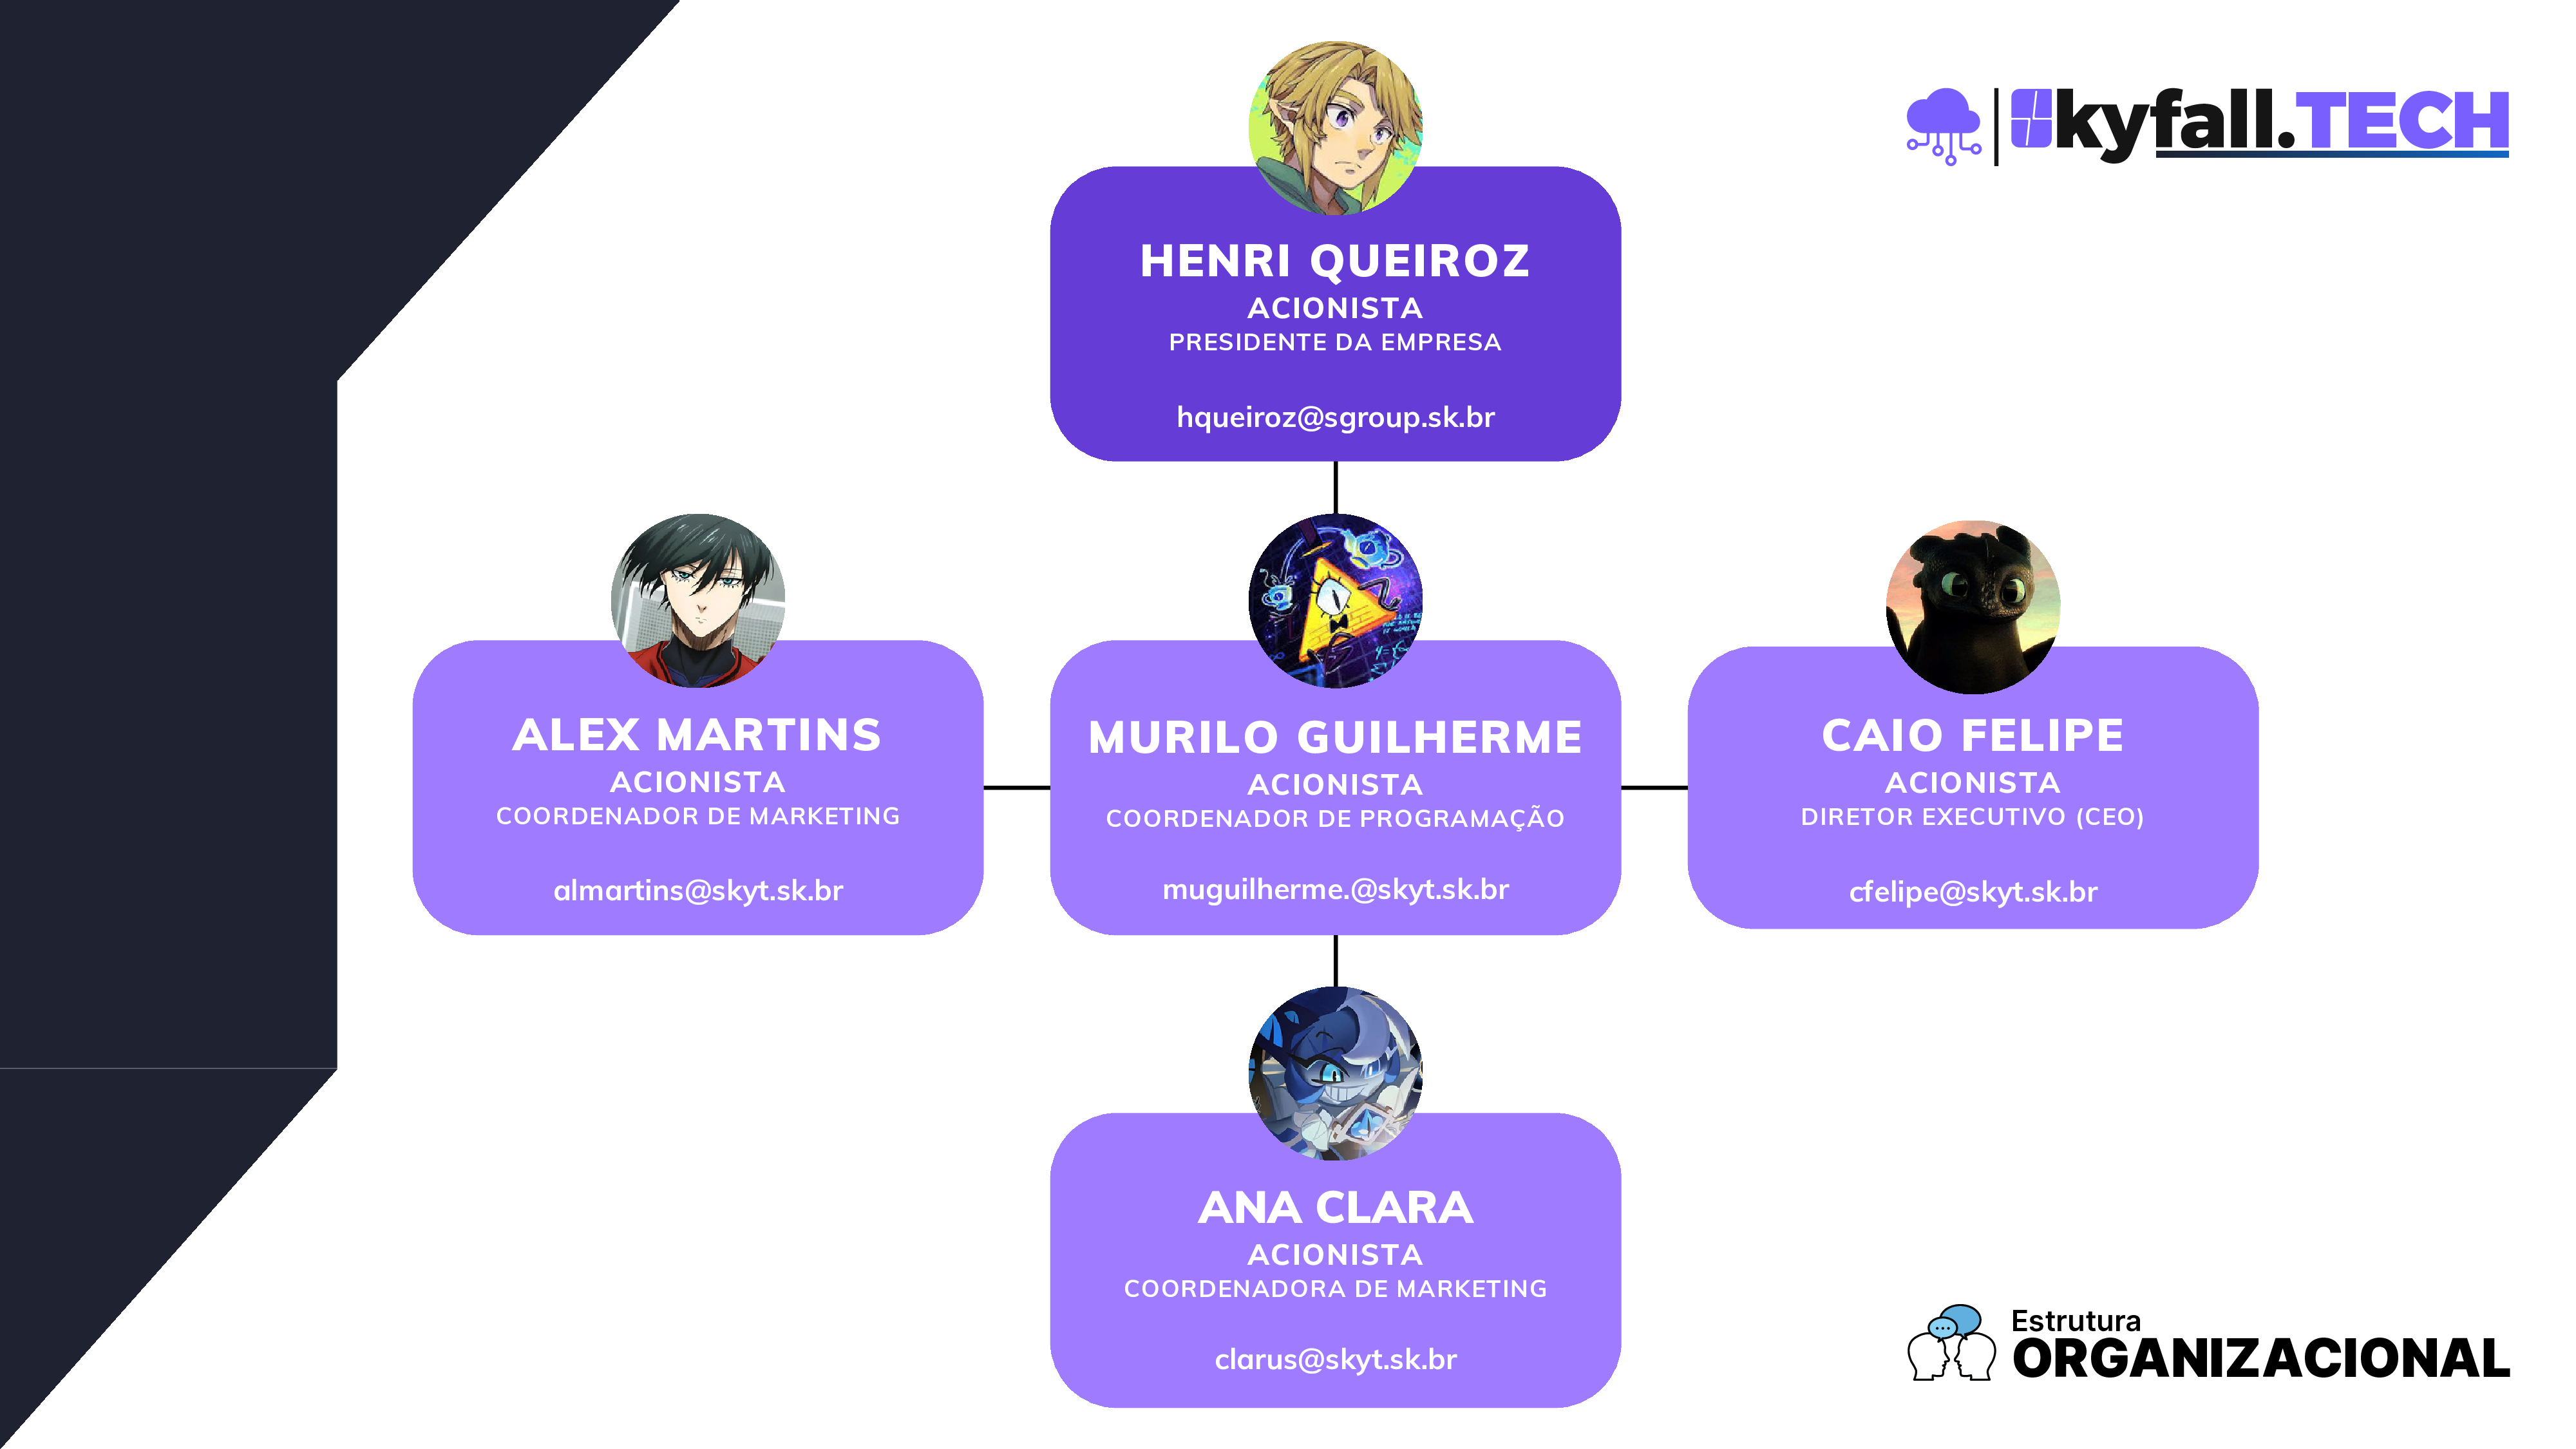 Skyfall.TECH
HENRI QUEIROZ
ACIONISTA
PRESIDENTE DA EMPRESA
hqueiroz@sgroup.sk.br
ALEX MARTINS
ACIONISTA
COORDENADOR DE MARKETING
almartins@skyt.sk.br
MURILO GUILHERME
ACIONISTA
COORDENADOR DE PROGRAMAÇÃO
muguilherme.@skyt.sk.br
CAIO FELIPE
ACIONISTA
DIRETOR EXECUTIVO (CEO)
cfelipe@skyt.sk.br
ANA CLARA
ACIONISTA
COORDENADORA DE MARKETING
clarus@skyt.sk.br
Estrutura
ORGANIZACIONAL